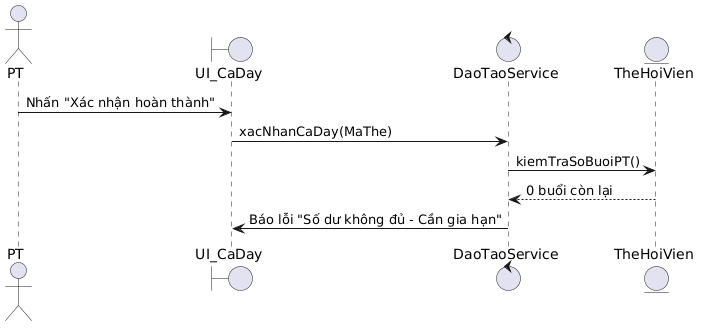 PT
UI_CaDay
DaoTaoService
TheHoiVien
Nhấn "Xác nhận hoàn thành"
xacNhanCaDay(MaThe)
kiemTraSoBuoiPT()
0 buổi còn lại
Báo lỗi "Số dư không đủ - Cần gia hạn"
PT
UI_CaDay
DaoTaoService
TheHoiVien